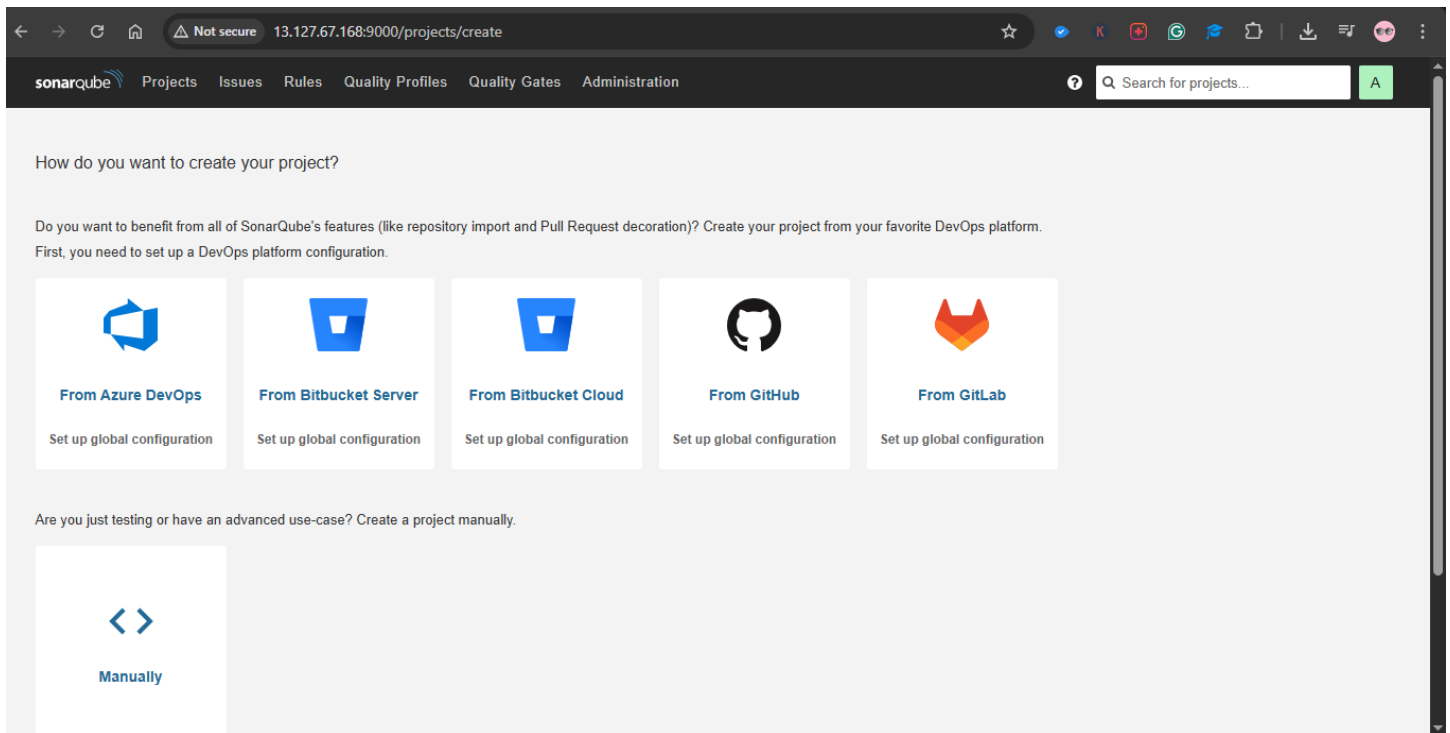 Not secure 13.127.67.168:9000/projects/create
K
G
sonarqube Projects Issues Rules Quality Profiles Quality Gates Administration ? Search for projects... A
How do you want to create your project?
Do you want to benefit from all of SonarQube's features (like repository import and Pull Request decoration)? Create your project from your favorite DevOps platform.
First, you need to set up a DevOps platform configuration.
From Azure DevOps From Bitbucket Server From Bitbucket Cloud From GitHub From GitLab
Set up global configuration Set up global configuration Set up global configuration Set up global configuration Set up global configuration
Are you just testing or have an advanced use-case? Create a project manually.
Manually